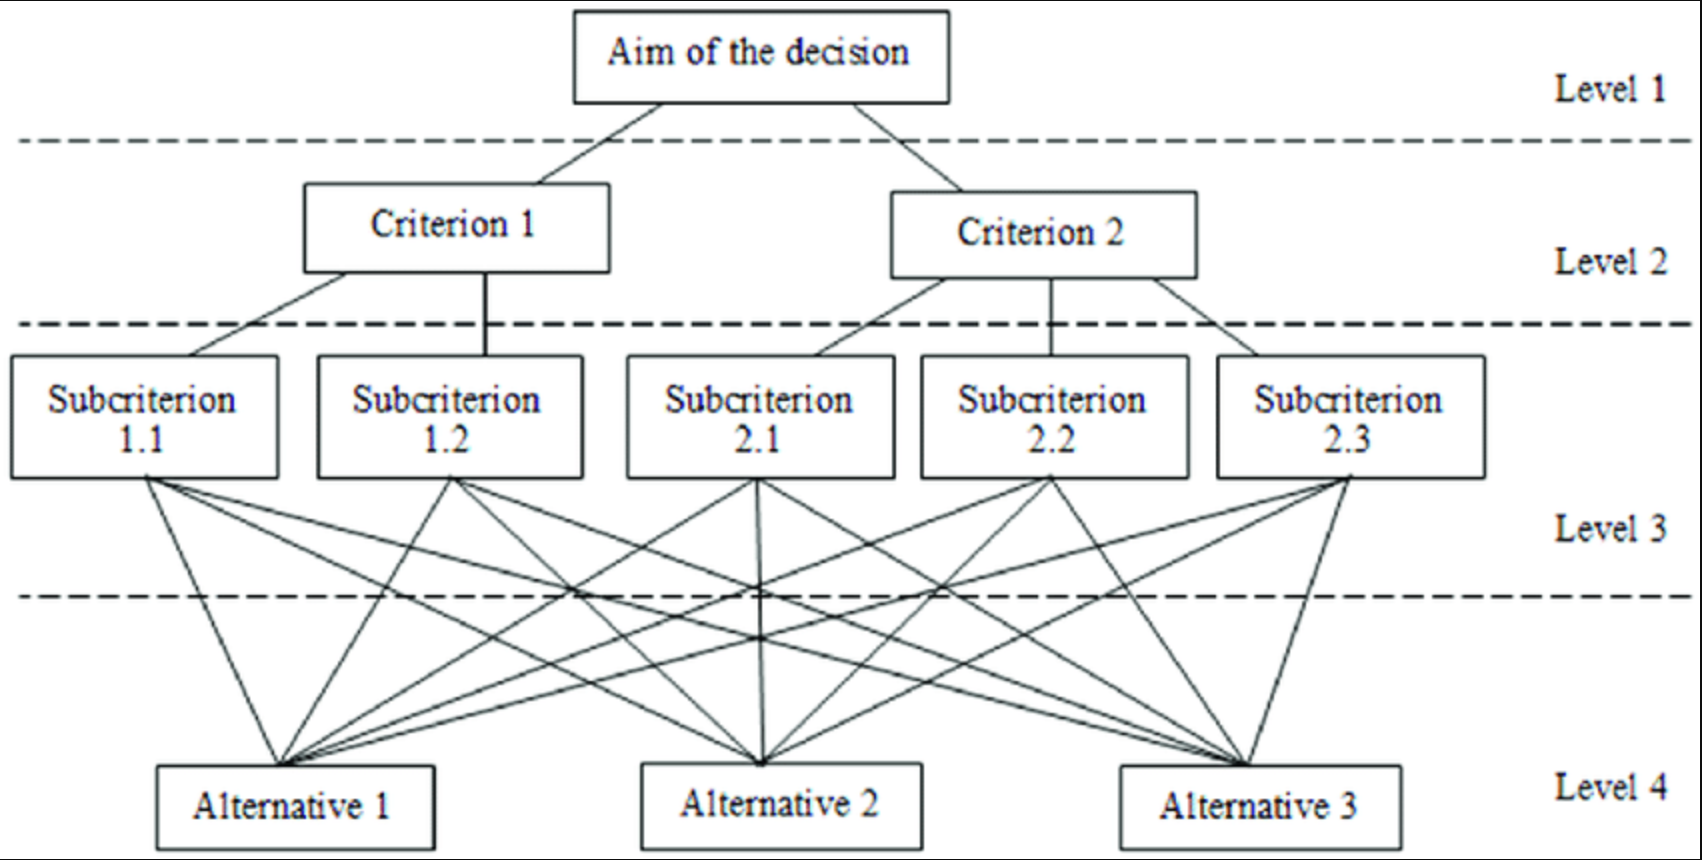 Aim of the decision
Level 1
Criterion 1
Criterion 2
Level 2
Subcriterion
1.1
Subcriterion
1.2
Subcriterion
2.1
Subcriterion
2.2
Subcriterion
2.3
Level 3
Alternative 1
Alternative 2
Alternative 3
Level 4